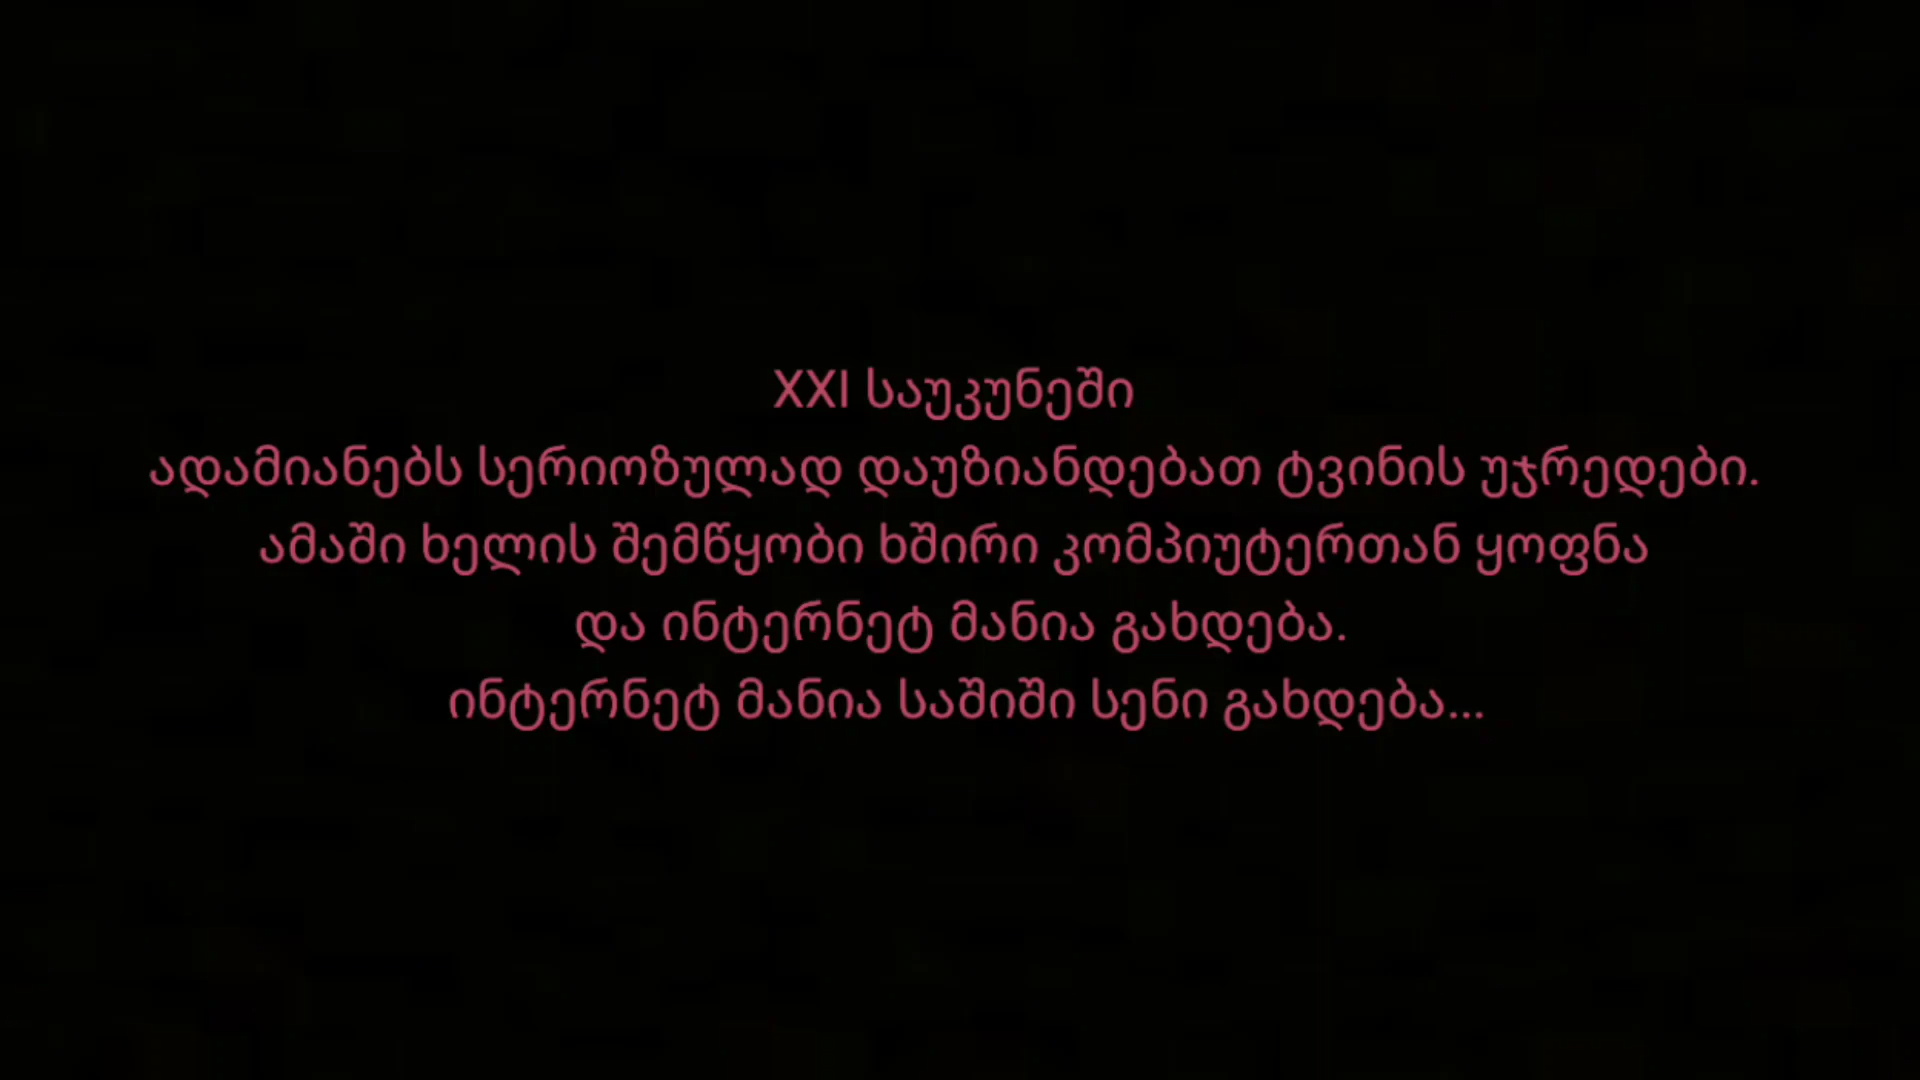 XXI საუკუნეში
ადამიანებს სერიოზულად დაუზიანდებათ ტვინის უჯრედები.
ამაში ხელის შემწყობი ხშირი კომპიუტერთან ყოფნა
და ინტერნეტ მანია გახდება.
ინტერნეტ მანია საშიში სენი გახდება...